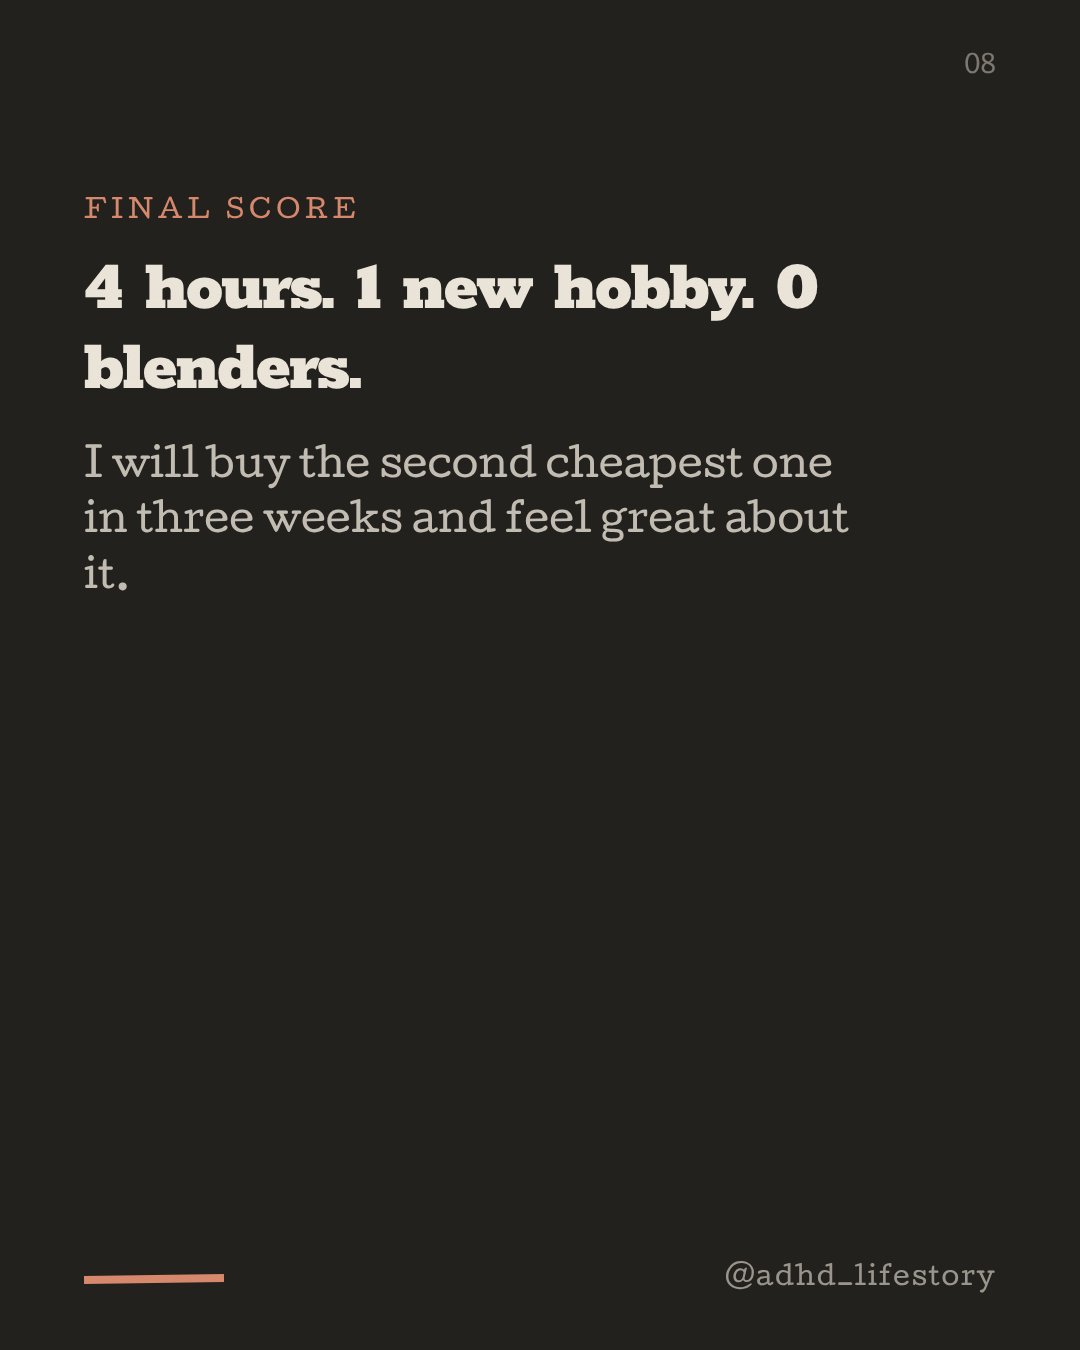 08
FINAL SCORE
4 hours. 1 new hobby. 0
blenders.
I will buy the second cheapest one
in three weeks and feel great about
it.
@adhd_lifestory